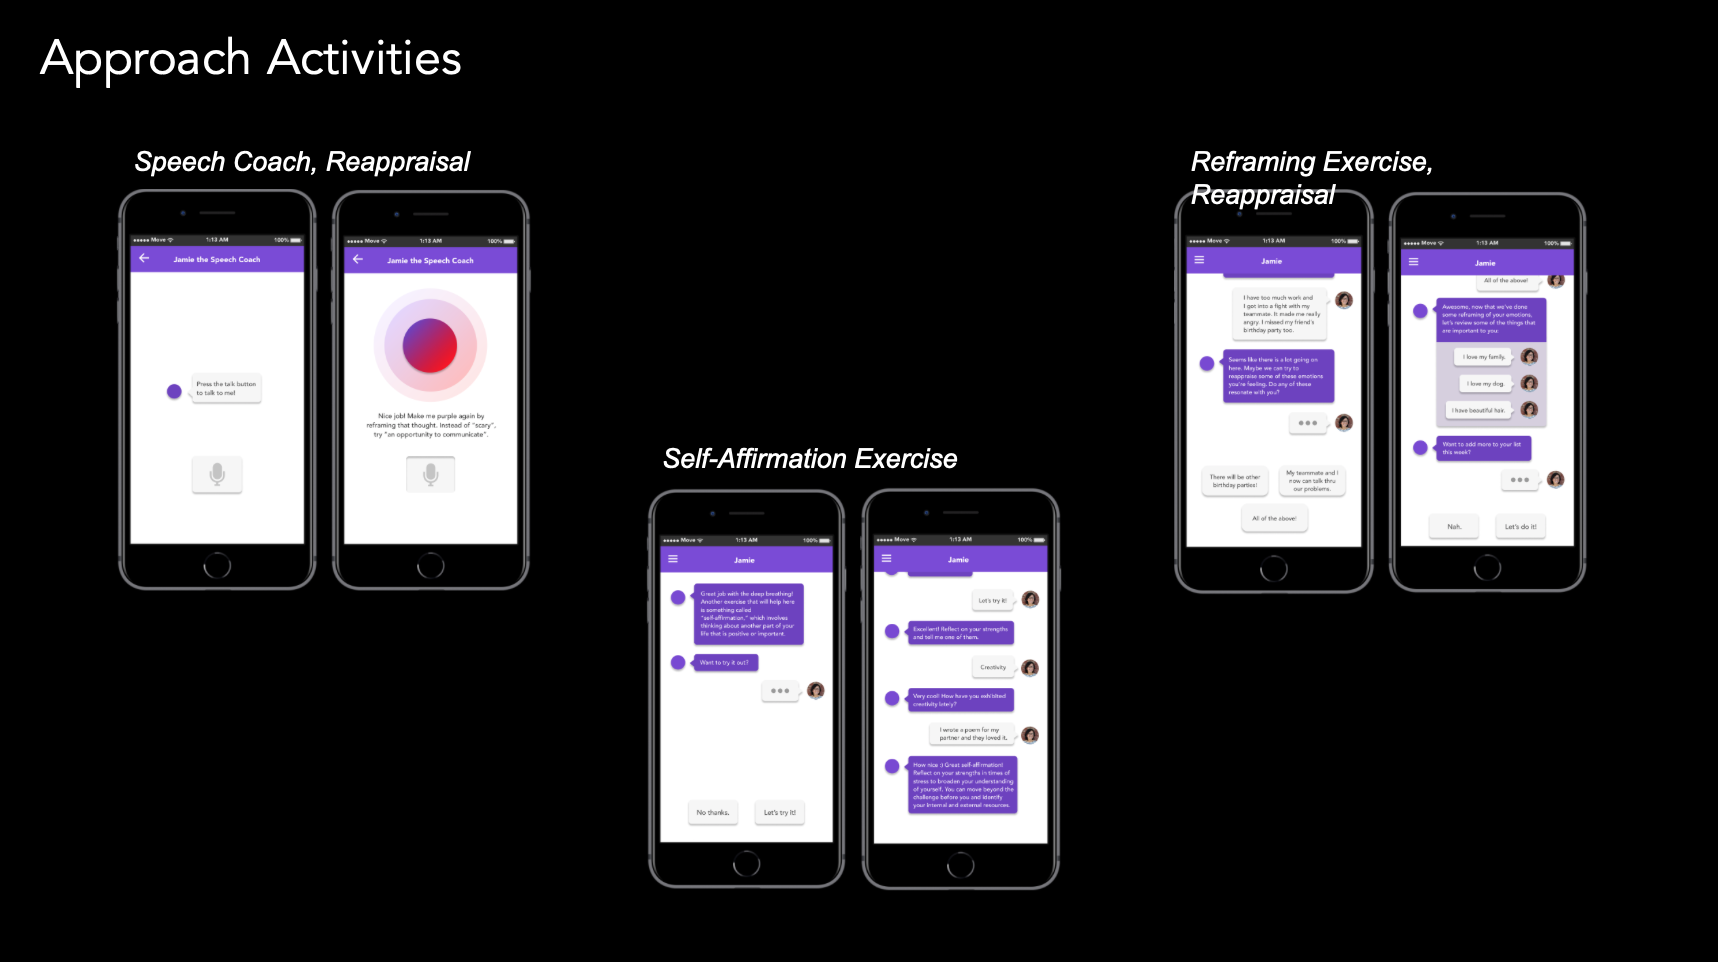 Approach Activities
Speech Coach, Reappraisal
Move
1:13 AM
100%
Jamie the Speech Coach
Press the talk button
to talk to me!
Move
1:13 AM
100%
Jamie the Speech Coach
Nice job! Make me purple again by
reframing that thought. Instead of "scary",
try "an opportunity to communicate".
Self-Affirmation Exercise
Move
1:13 AM
100%
Jamie
Great job with the deep breathing!
Another exercise that will help here
is something called
"self-affirmation," which involves
thinking about another part of your
life that is positive or important.
Want to try it out?
No thanks.
Let's try it!
Move
1:13 AM
100%
Jamie
Let's try it!
Excellent! Reflect on your strengths
and tell me one of them.
Creativity
Very cool! How have you exhibited
creativity lately?
I wrote a poem for my
partner and they loved it.
How nice :) Great self-affirmation!
Reflect on your strengths in times of
stress to broaden your understanding
of yourself. You can move beyond the
challenge before you and identify
your internal and external resources.
Reframing Exercise,
Reappraisal
Move
1:13 AM
100%
Jamie
I have too much work and
I got into a fight with my
teammate. It made me really
angry. I missed my friend's
birthday party too.
Seems like there is a lot going on
here. Maybe we can try to
reappraise some of these emotions
you're feeling. Do any of these
resonate with you?
There will be other
birthday parties!
My teammate and I
now can talk thru
our problems.
All of the above!
Move
1:13 AM
100%
Jamie
All of the above!
Awesome, now that we've done
some reframing of your emotions,
let's review some of the things that
are important to you:
I love my family.
I love my dog.
I have beautiful hair.
Want to add more to your list
this week?
Nah.
Let's do it!